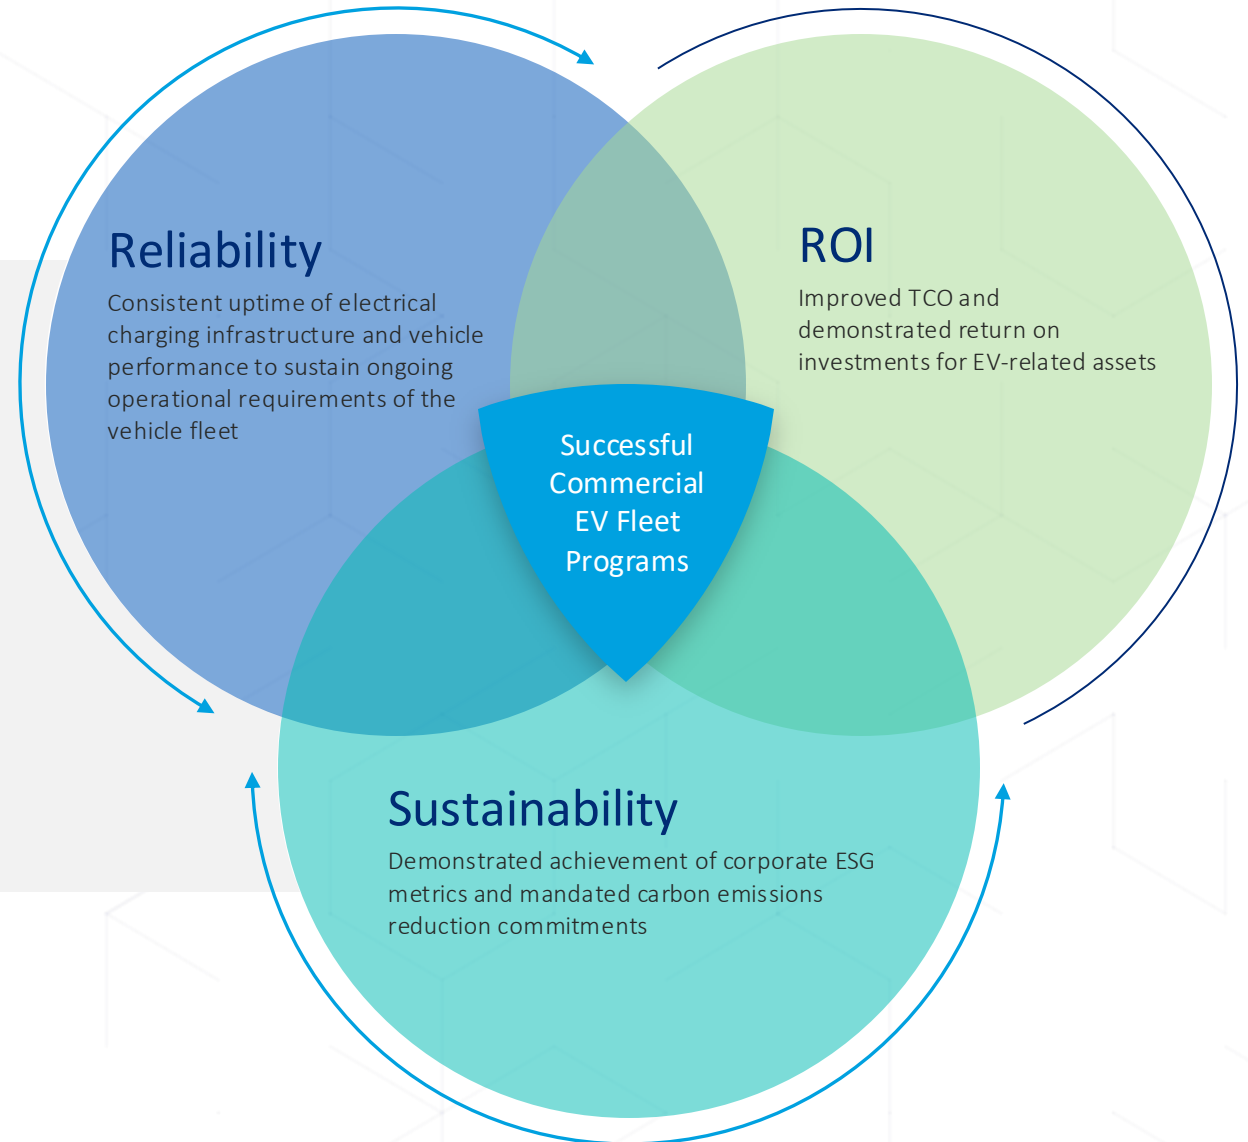 Reliability
Consistent uptime of electrical
charging infrastructure and vehicle
performance to sustain ongoing
operational requirements of the
vehicle fleet
ROI
Improved TCO and
demonstrated return on
investments for EV-related assets
Successful
Commercial
EV Fleet
Programs
Sustainability
Demonstrated achievement of corporate ESG
metrics and mandated carbon emissions
reduction commitments